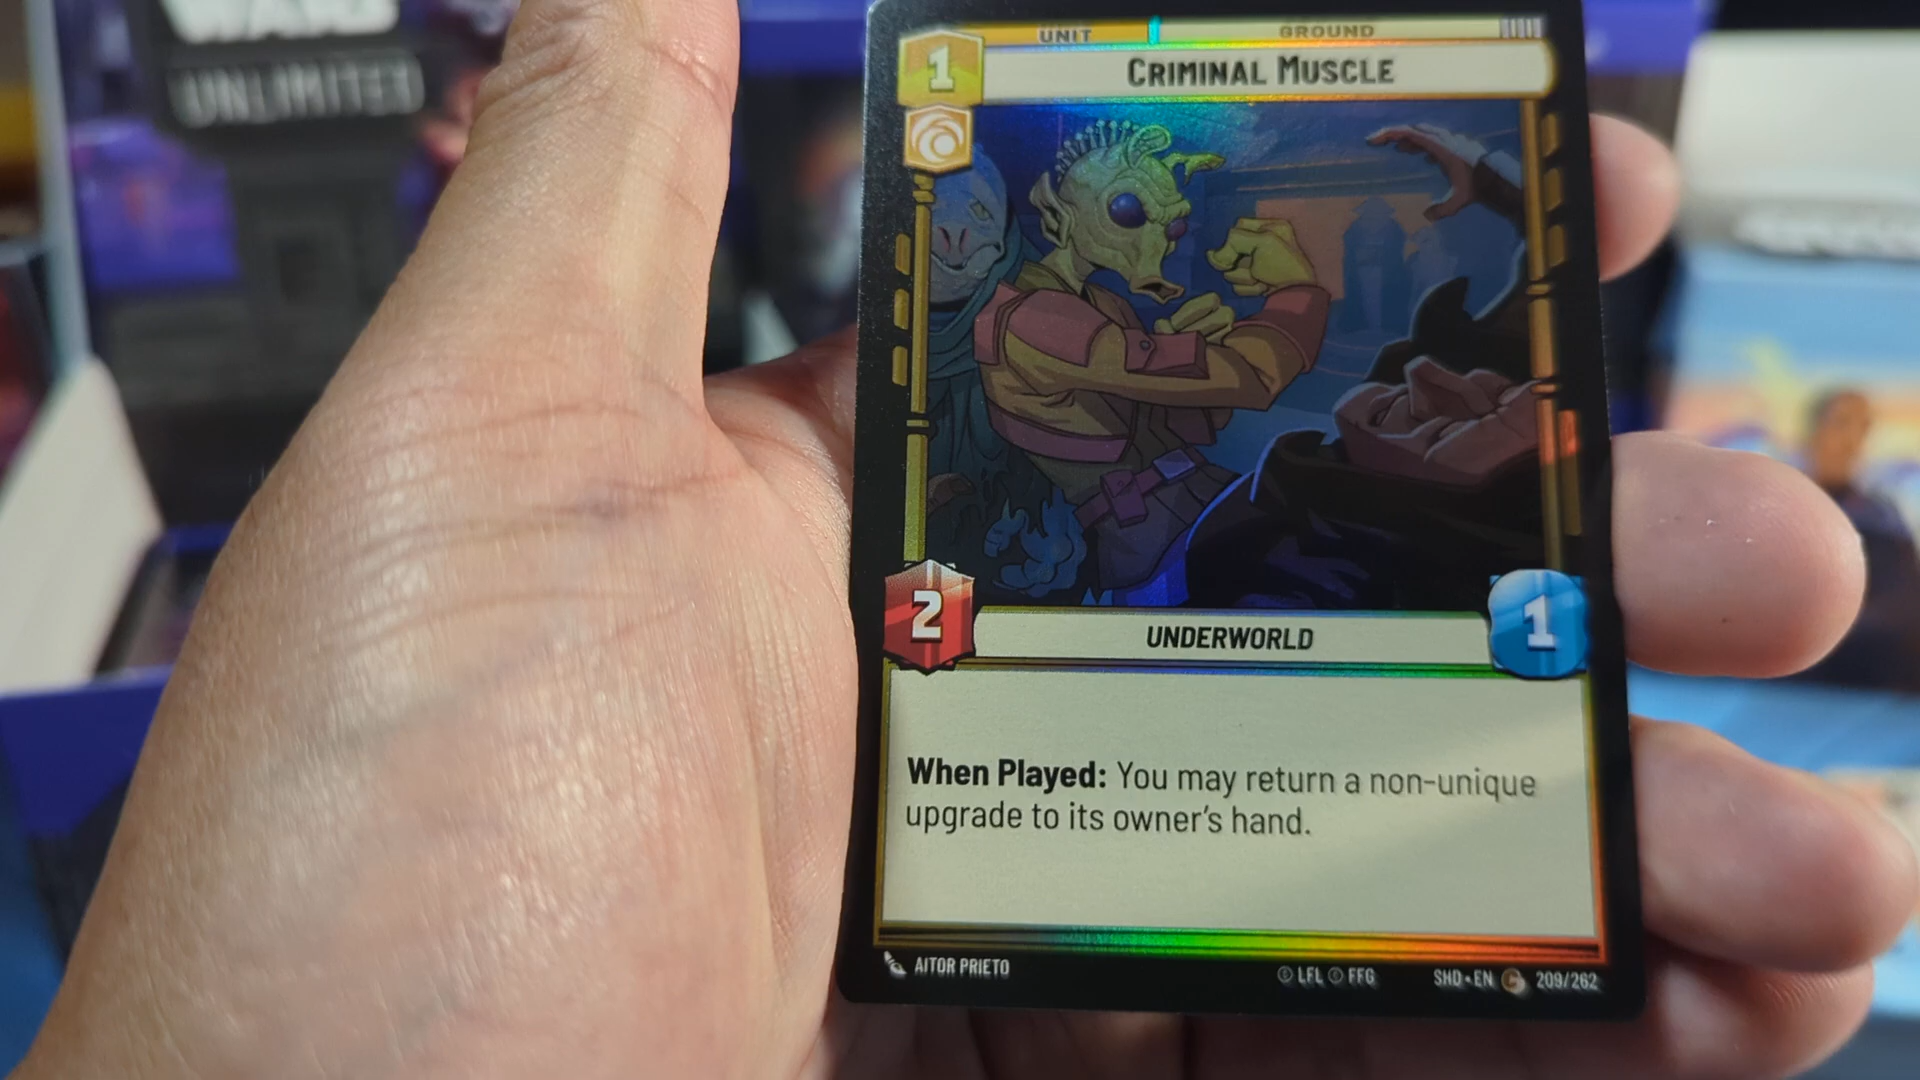 WARS
UNLIMITED
UNIT GROUND
1 CRIMINAL MUSCLE
2 UNDERWORLD 1
When Played: You may return a non-unique
upgrade to its owner's hand.
AITOR PRIETO © LFL © FFG SHD • EN C 209/262